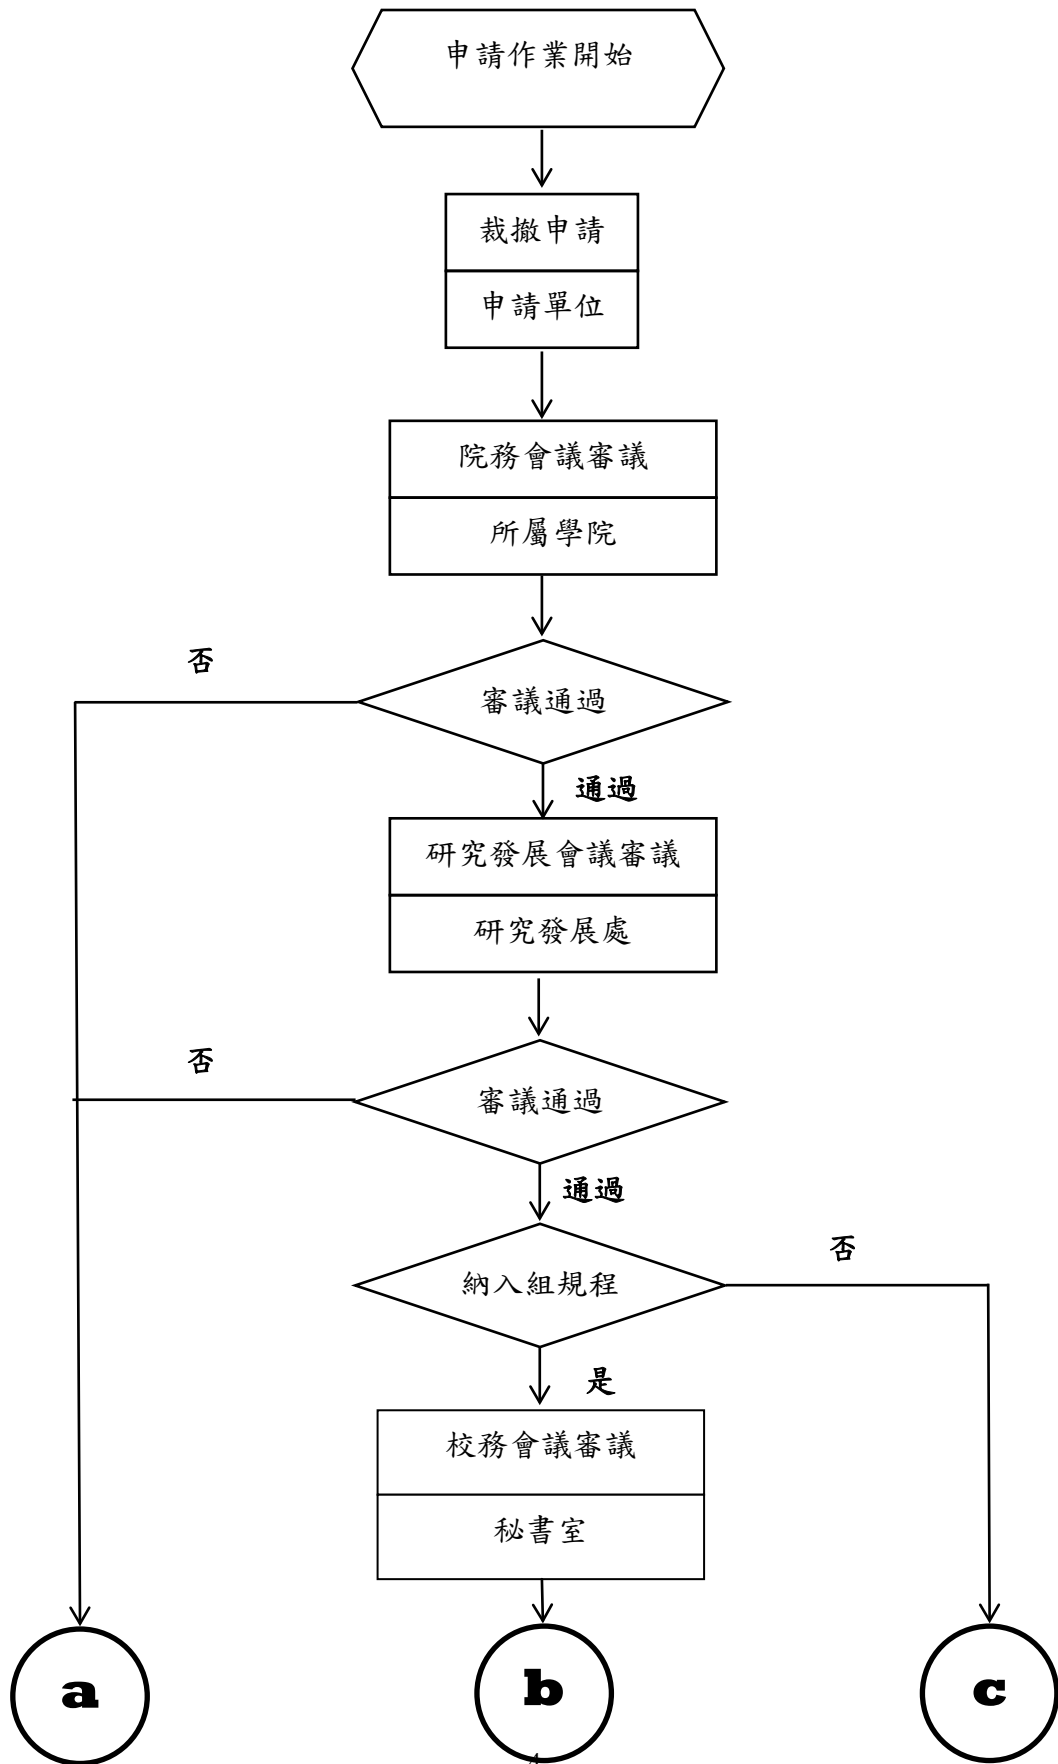 申請作業開始
裁撤申請
申請單位
院務會議審議
所屬學院
否
審議通過
通過
研究發展會議審議
研究發展處
否
審議通過
通過
否
納入組規程
是
校務會議審議
秘書室
a
b
c